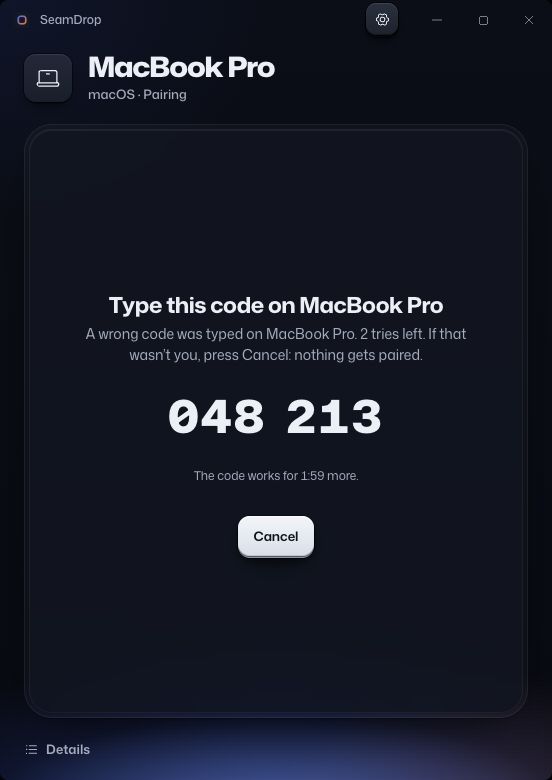 SeamDrop
MacBook Pro
macOS · Pairing
Type this code on MacBook Pro
A wrong code was typed on MacBook Pro. 2 tries left. If that
wasn't you, press Cancel: nothing gets paired.
048 213
The code works for 1:59 more.
Cancel
Details